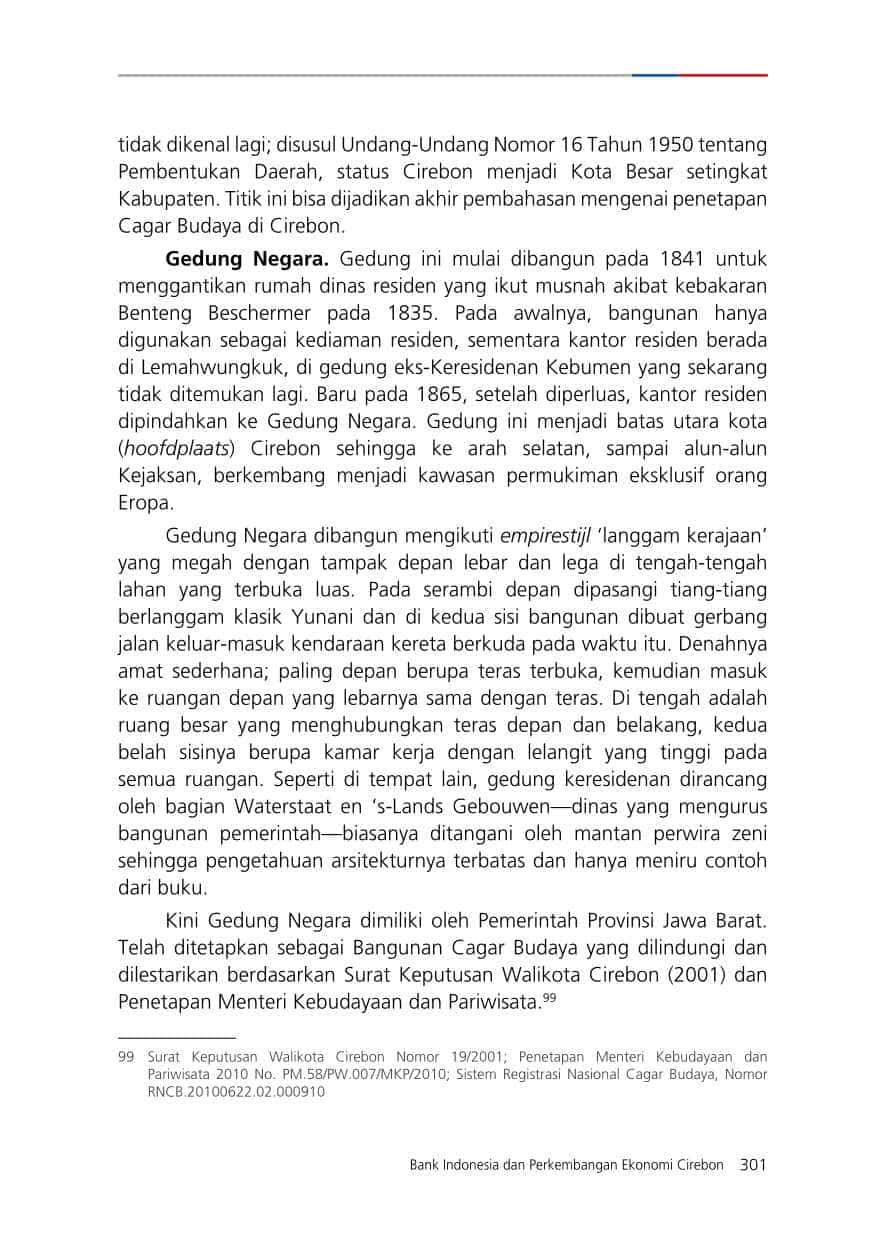 tidak dikenal lagi; disusul Undang-Undang Nomor 16 Tahun 1950 tentang
Pembentukan Daerah, status Cirebon menjadi Kota Besar setingkat
Kabupaten. Titik ini bisa dijadikan akhir pembahasan mengenai penetapan
Cagar Budaya di Cirebon.
Gedung Negara. Gedung ini mulai dibangun pada 1841 untuk
menggantikan rumah dinas residen yang ikut musnah akibat kebakaran
Benteng Beschermer pada 1835. Pada awalnya, bangunan hanya
digunakan sebagai kediaman residen, sementara kantor residen berada
di Lemahwungkuk, di gedung eks-Keresidenan Kebumen yang sekarang
tidak ditemukan lagi. Baru pada 1865, setelah diperluas, kantor residen
dipindahkan ke Gedung Negara. Gedung ini menjadi batas utara kota
(hoofdplaats) Cirebon sehingga ke arah selatan, sampai alun-alun
Kejaksan, berkembang menjadi kawasan permukiman eksklusif orang
Eropa.
Gedung Negara dibangun mengikuti empirestijl ‘langgam kerajaan’
yang megah dengan tampak depan lebar dan lega di tengah-tengah
lahan yang terbuka luas. Pada serambi depan dipasangi tiang-tiang
berlanggam klasik Yunani dan di kedua sisi bangunan dibuat gerbang
jalan keluar-masuk kendaraan kereta berkuda pada waktu itu. Denahnya
amat sederhana; paling depan berupa teras terbuka, kemudian masuk
ke ruangan depan yang lebarnya sama dengan teras. Di tengah adalah
ruang besar yang menghubungkan teras depan dan belakang, kedua
belah sisinya berupa kamar kerja dengan lelangit yang tinggi pada
semua ruangan. Seperti di tempat lain, gedung keresidenan dirancang
oleh bagian Waterstaat en ‘s-Lands Gebouwen—dinas yang mengurus
bangunan pemerintah—biasanya ditangani oleh mantan perwira zeni
sehingga pengetahuan arsitekturnya terbatas dan hanya meniru contoh
dari buku.
Kini Gedung Negara dimiliki oleh Pemerintah Provinsi Jawa Barat.
Telah ditetapkan sebagai Bangunan Cagar Budaya yang dilindungi dan
dilestarikan berdasarkan Surat Keputusan Walikota Cirebon (2001) dan
Penetapan Menteri Kebudayaan dan Pariwisata.99
99 Surat Keputusan Walikota Cirebon Nomor 19/2001; Penetapan Menteri Kebudayaan dan
Pariwisata 2010 No. PM.58/PW.007/MKP/2010; Sistem Registrasi Nasional Cagar Budaya, Nomor
RNCB.20100622.02.000910
Bank Indonesia dan Perkembangan Ekonomi Cirebon 301